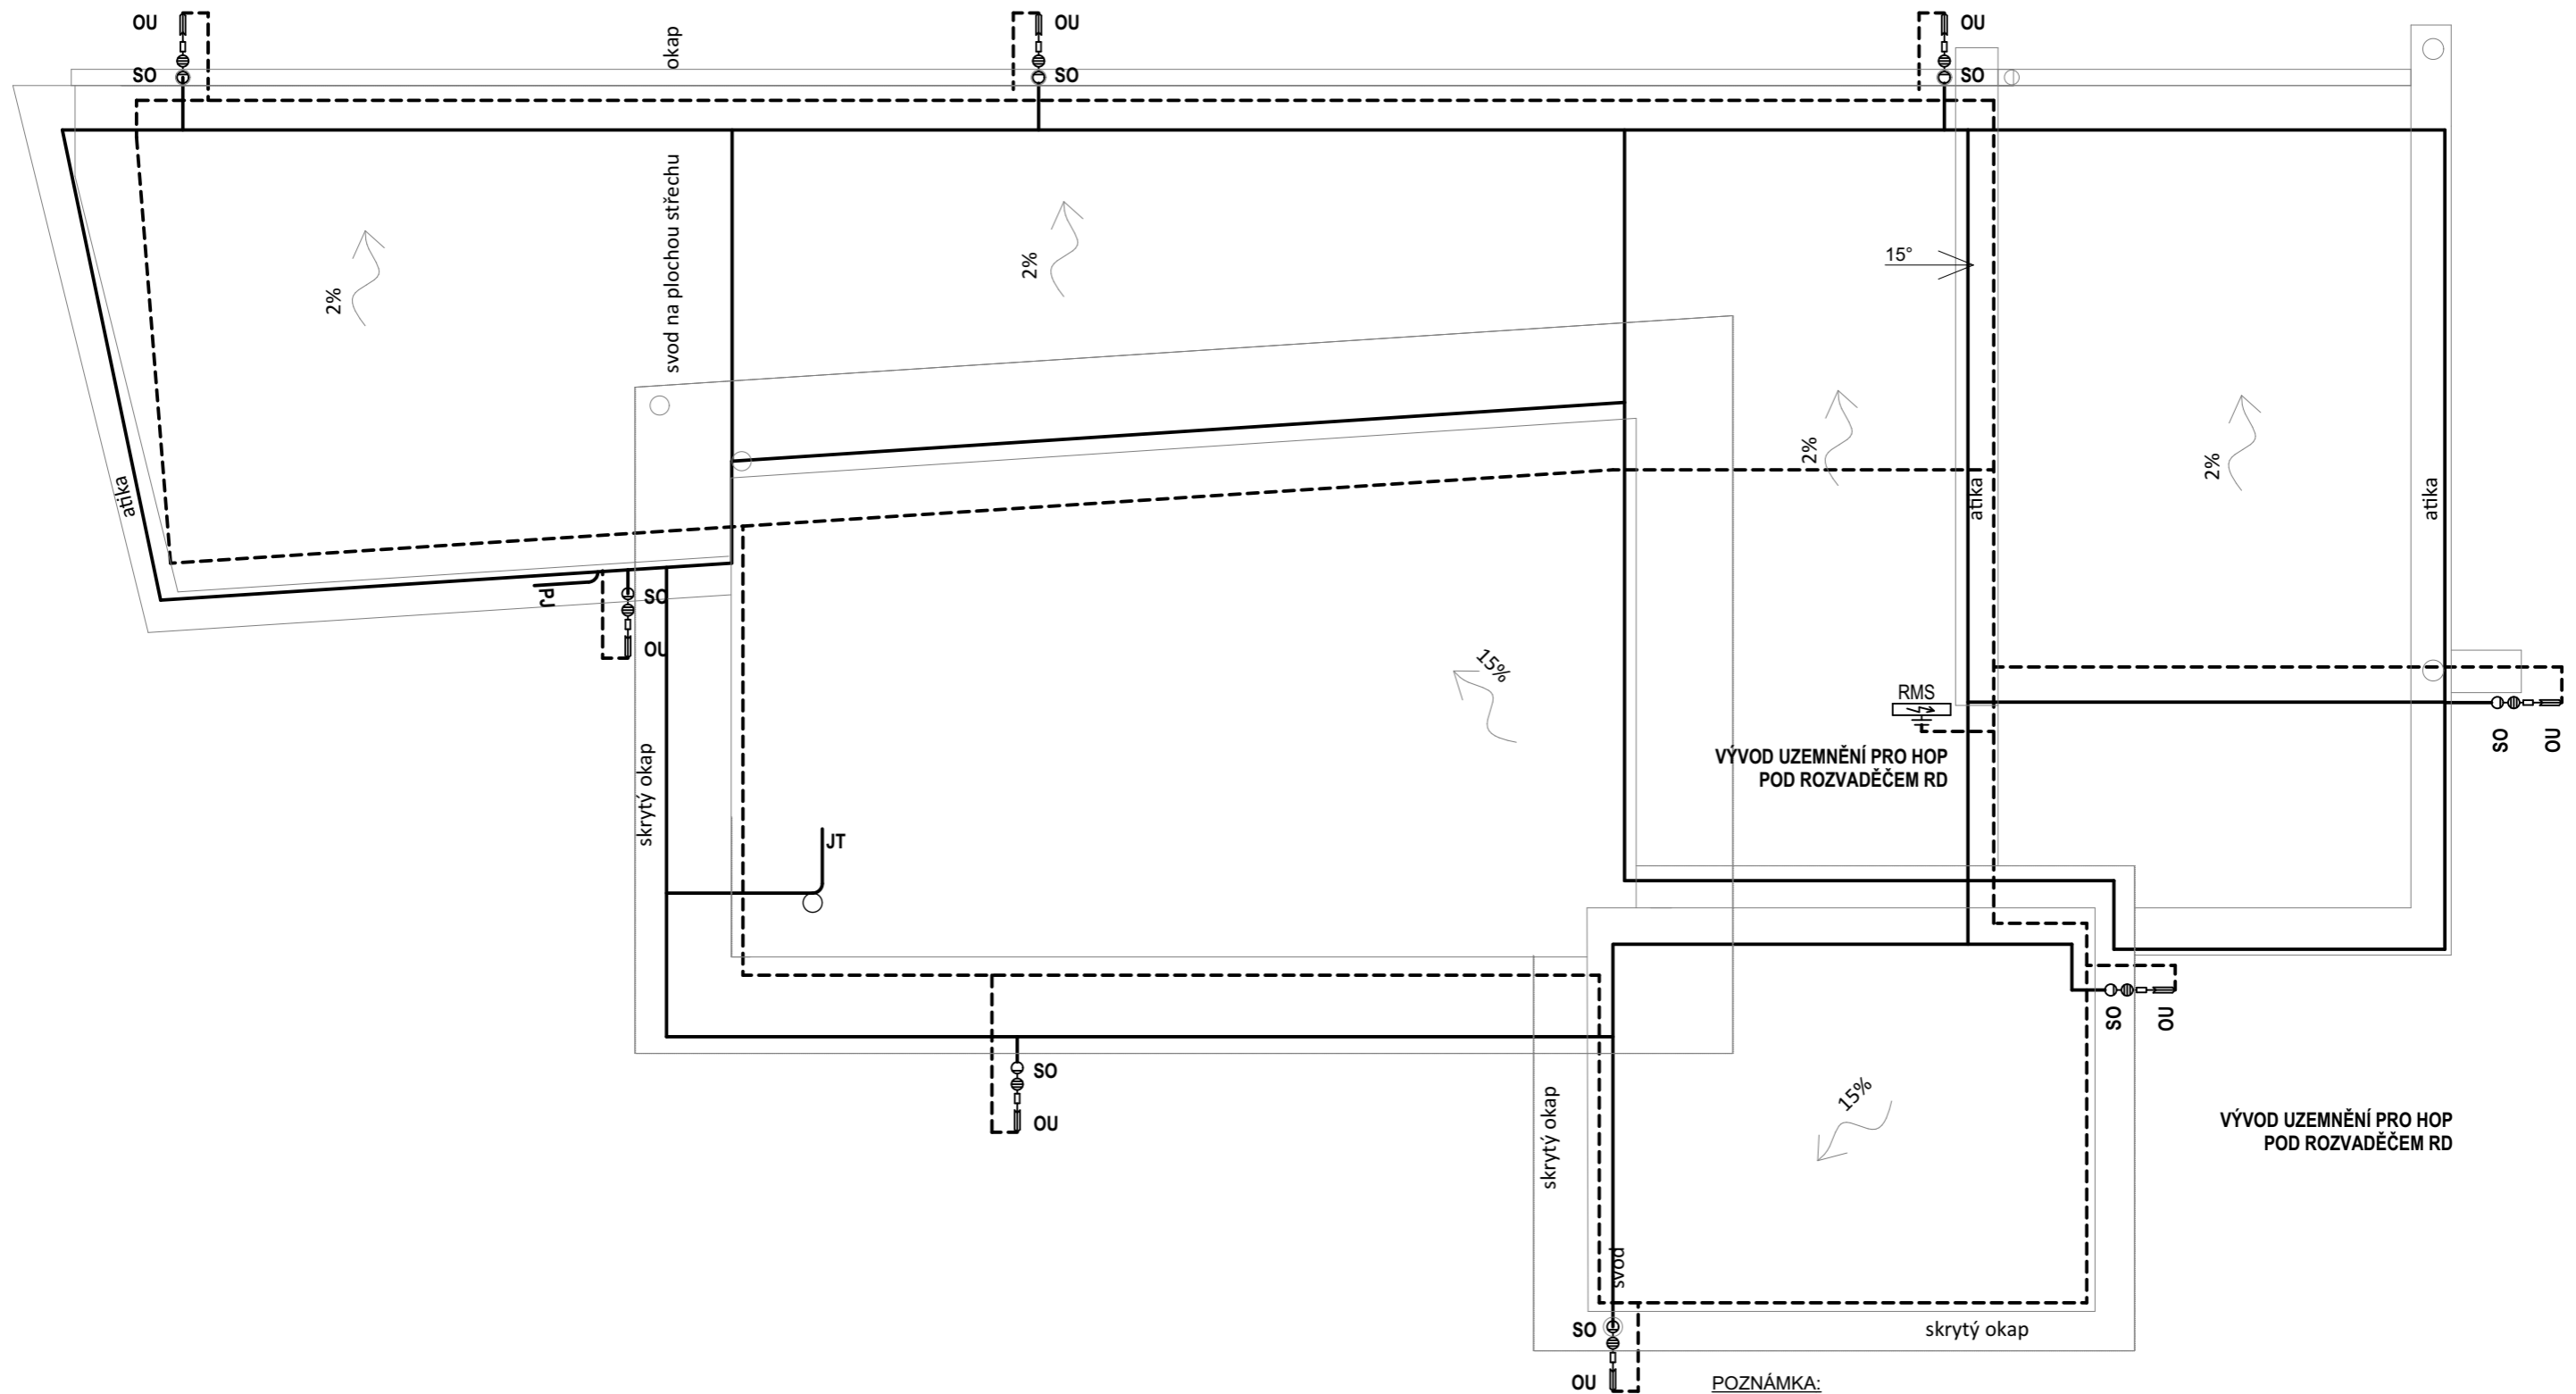 OU
okap
OU
OU
SO
SO
SO
svod na plochou střechu
2%
2%
15°
2%
2%
atika
atika
atika
PJ
SO
OU
15%
RMS
VÝVOD UZEMNĚNÍ PRO HOP
POD ROZVADĚČEM RD
SO
OU
skrytý okap
JT
SO
OU
SO
OU
skrytý okap
15%
VÝVOD UZEMNĚNÍ PRO HOP
POD ROZVADĚČEM RD
svod
SO
skrytý okap
OU
POZNÁMKA: